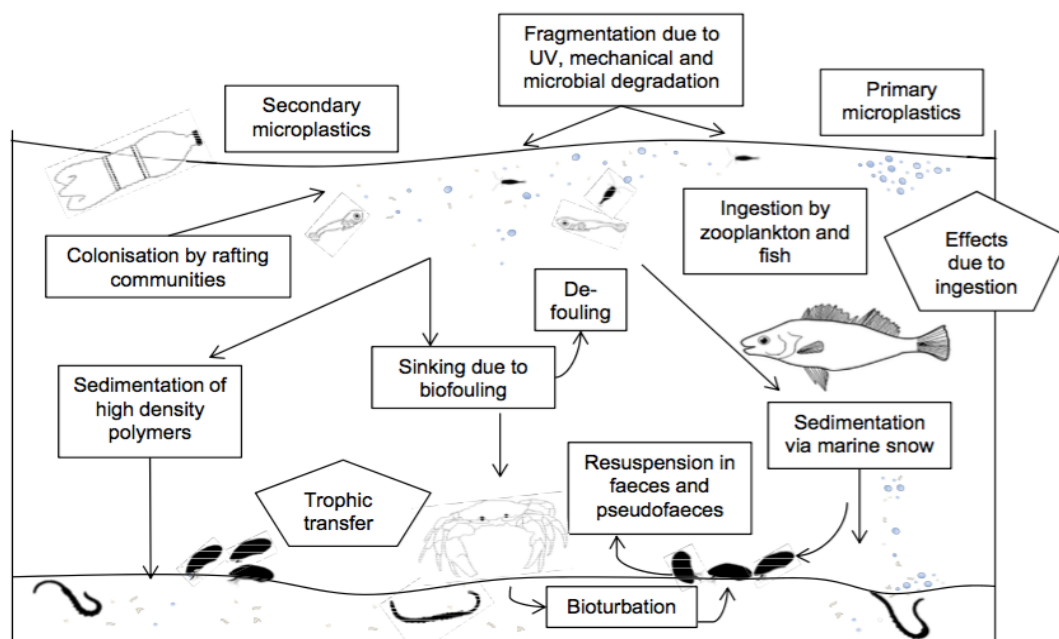 Fragmentation due to
UV, mechanical and
microbial degradation
Secondary
microplastics
Primary
microplastics
Colonisation by rafting
communities
Ingestion by
zooplankton and
fish
Effects
due to
ingestion
De-
fouling
Sinking due to
biofouling
Sedimentation of
high density
polymers
Sedimentation
via marine snow
Resuspension in
faeces and
pseudofaeces
Trophic
transfer
Bioturbation